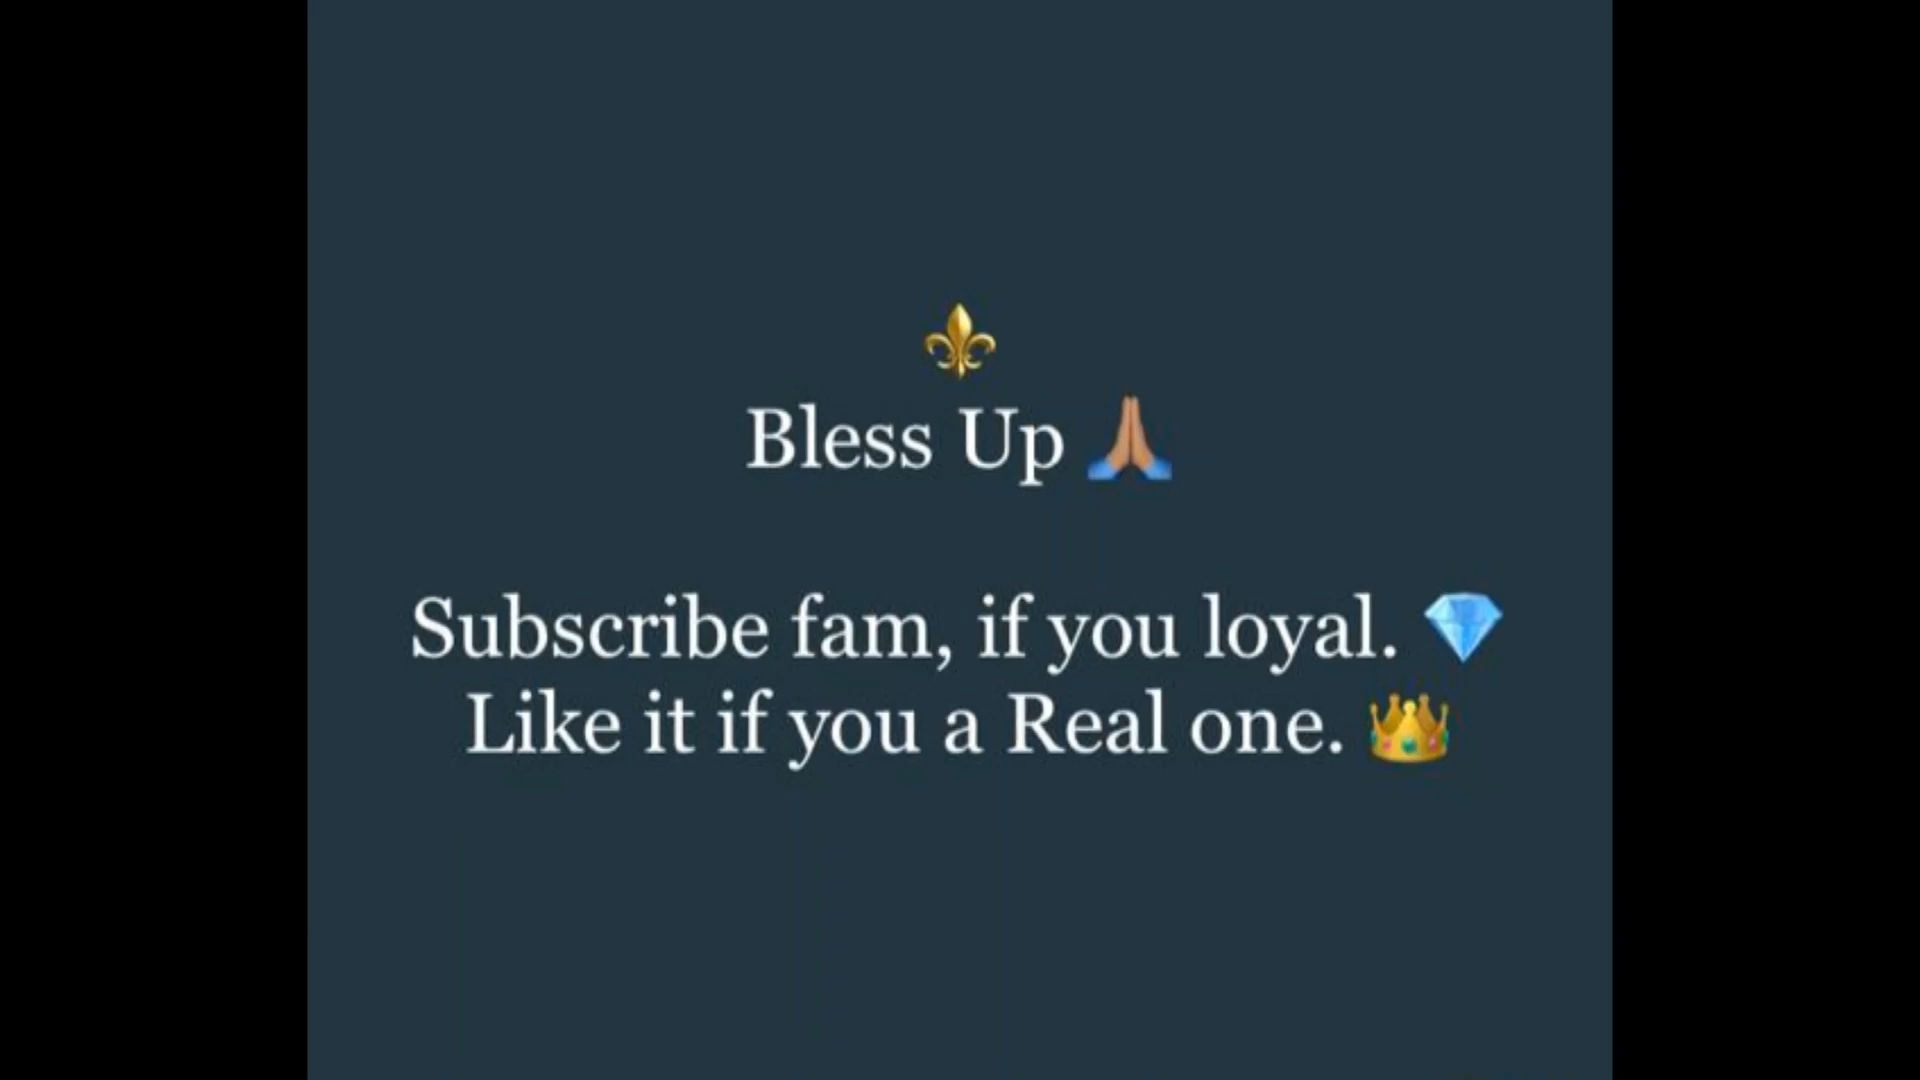 ⚜️
Bless Up 🙏🏽
Subscribe fam, if you loyal. 💎
Like it if you a Real one. 👑